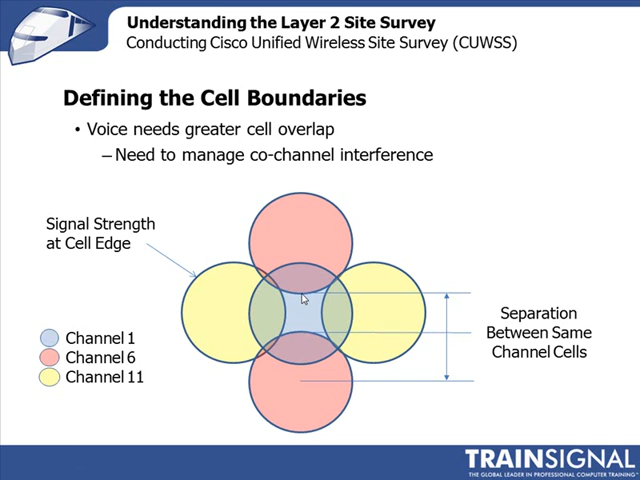 Understanding the Layer 2 Site Survey
Conducting Cisco Unified Wireless Site Survey (CUWSS)
Defining the Cell Boundaries
• Voice needs greater cell overlap
– Need to manage co-channel interference
Signal Strength
at Cell Edge
Channel 1
Channel 6
Channel 11
Separation
Between Same
Channel Cells
TRAINSIGNAL
THE GLOBAL LEADER IN PROFESSIONAL COMPUTER TRAINING™